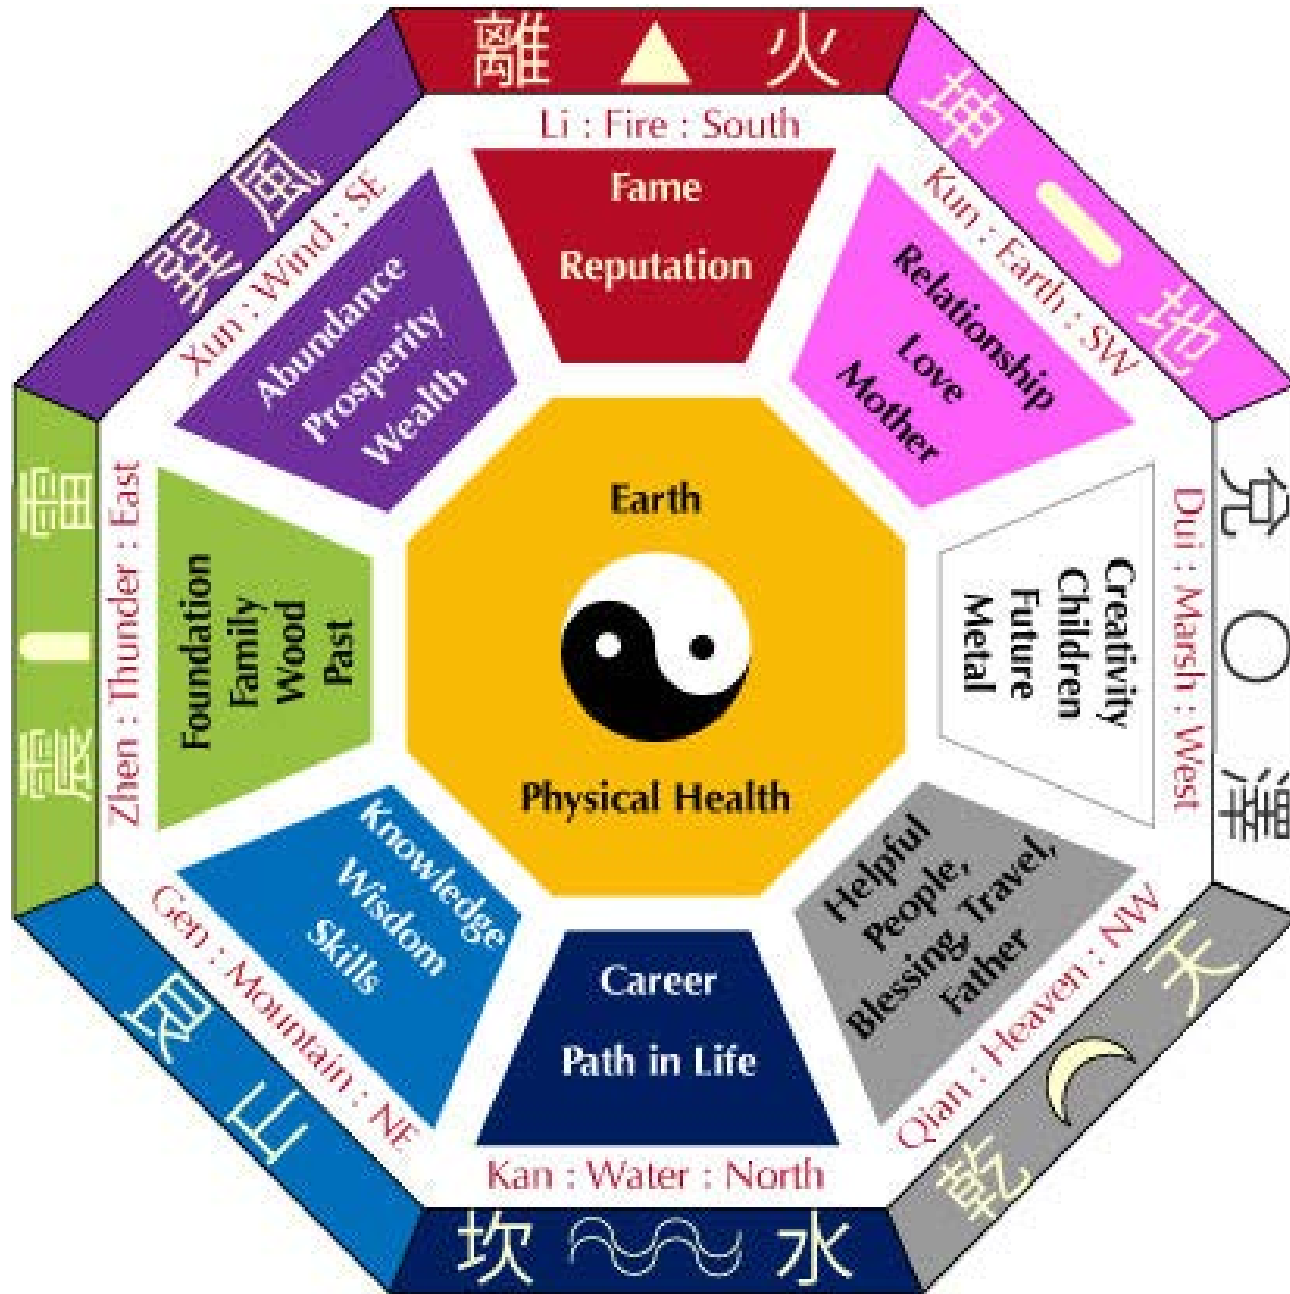 離 ▲ 火
Li : Fire : South
Fame
Reputation
坤 地
Kun : Earth : SW
Relationship
Love
Mother
兌 ○ 澤
Dui : Marsh : West
Creativity
Children
Future
Metal
天 乾
Qian : Heaven : NW
Helpful
People,
Blessing, Travel,
Father
坎 水
Kan : Water : North
Career
Path in Life
艮 山
Gen : Mountain : NE
Knowledge
Wisdom
Skills
震 雷
Zhen : Thunder : East
Foundation
Family
Wood
Past
巽 風
Xun : Wind : SE
Abundance
Prosperity
Wealth
Earth
Physical Health